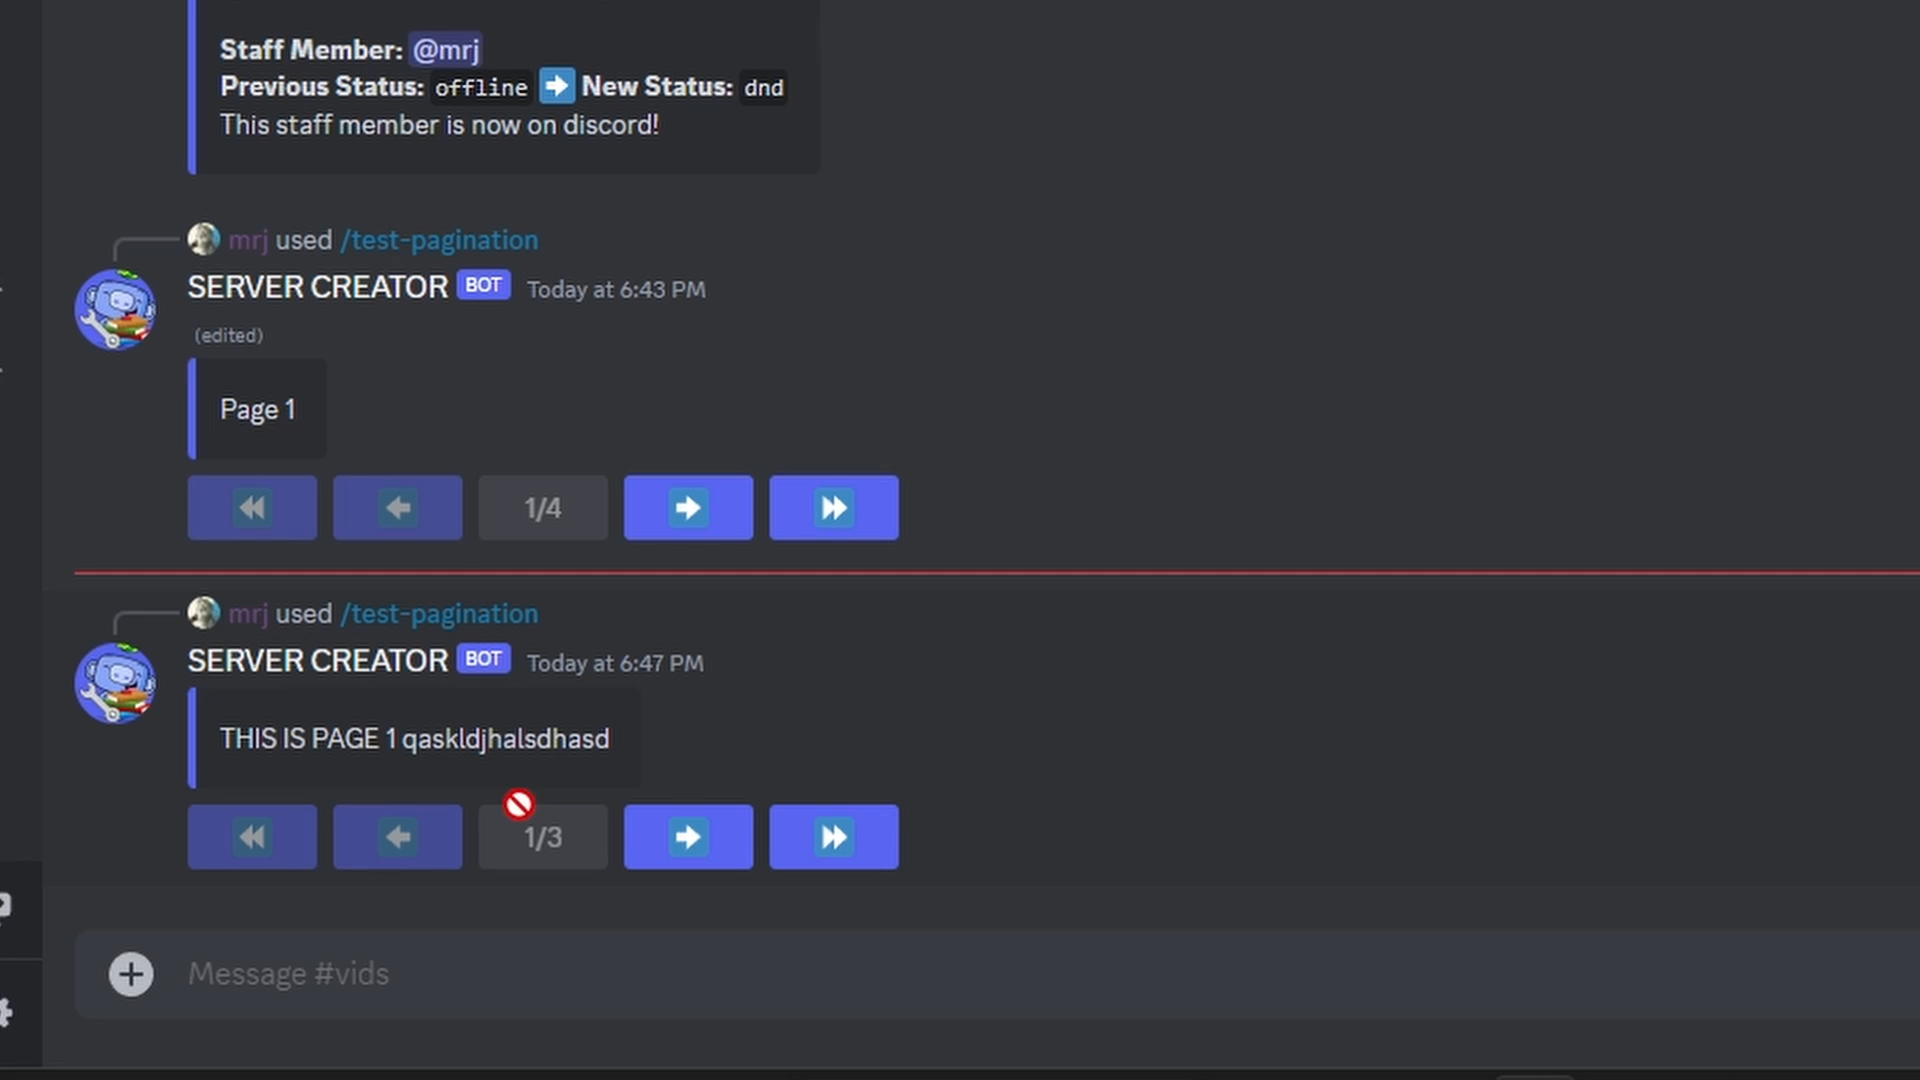 Staff Member: @mrj
Previous Status: offline ➡️ New Status: dnd
This staff member is now on discord!
mrj used /test-pagination
SERVER CREATOR BOT Today at 6:43 PM
(edited)
Page 1
1/4
mrj used /test-pagination
SERVER CREATOR BOT Today at 6:47 PM
THIS IS PAGE 1 qaskldjhalsdhasd
1/3
Message #vids